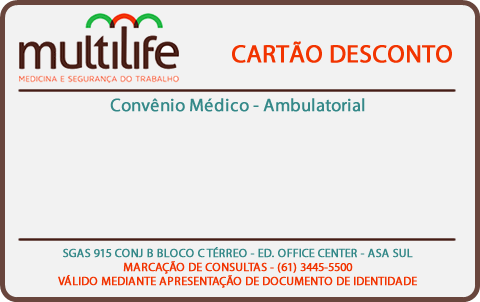 multilife
MEDICINA E SEGURANÇA DO TRABALHO
CARTÃO DESCONTO
Convênio Médico - Ambulatorial
SGAS 915 CONJ B BLOCO C TÉRREO - ED. OFFICE CENTER - ASA SUL
MARCAÇÃO DE CONSULTAS - (61) 3445-5500
VÁLIDO MEDIANTE APRESENTAÇÃO DE DOCUMENTO DE IDENTIDADE